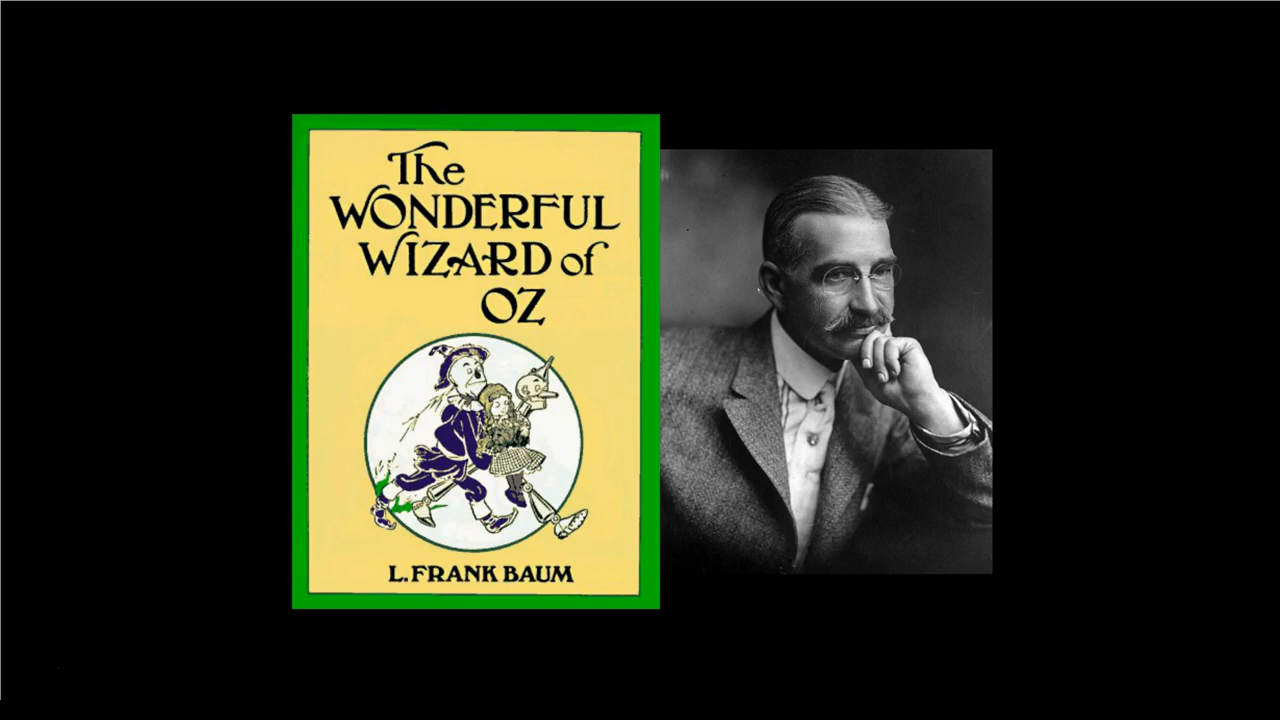 The
WONDERFUL
WIZARD of
OZ
L. FRANK BAUM